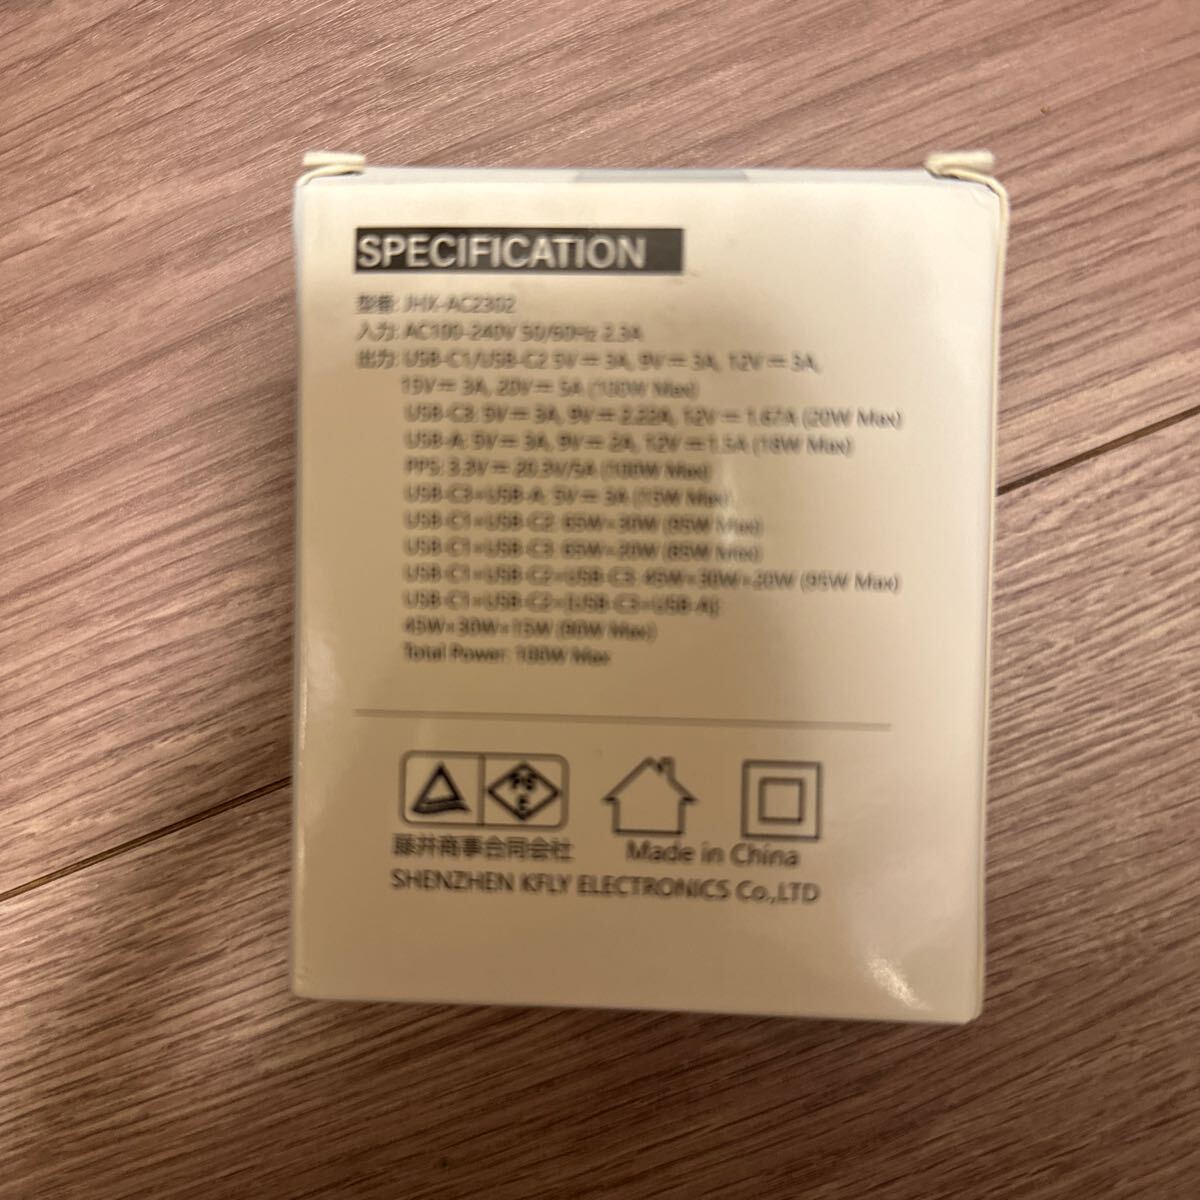 SPECIFICATION
型番: JHX-AC2302
入力: AC100-240V 50/60Hz 2.3A
出力: USB-C1/USB-C2 5V⎓3A, 9V⎓3A, 12V⎓3A,
15V⎓3A, 20V⎓5A (100W Max)
USB-C3: 5V⎓3A, 9V⎓2.22A, 12V⎓1.67A (20W Max)
USB-A: 5V⎓3A, 9V⎓2A, 12V⎓1.5A (18W Max)
PPS: 3.3V⎓20.3V/5A (100W Max)
USB-C3+USB-A: 5V⎓3A (15W Max)
USB-C1+USB-C2: 65W+30W (95W Max)
USB-C1+USB-C3: 65W+20W (85W Max)
USB-C1+USB-C2+USB-C3: 45W+30W+20W (95W Max)
USB-C1+USB-C2+(USB-C3+USB-A):
45W+30W+15W (90W Max)
Total Power: 100W Max
PS
E
藤井商事合同会社
Made in China
SHENZHEN KFLY ELECTRONICS Co.,LTD